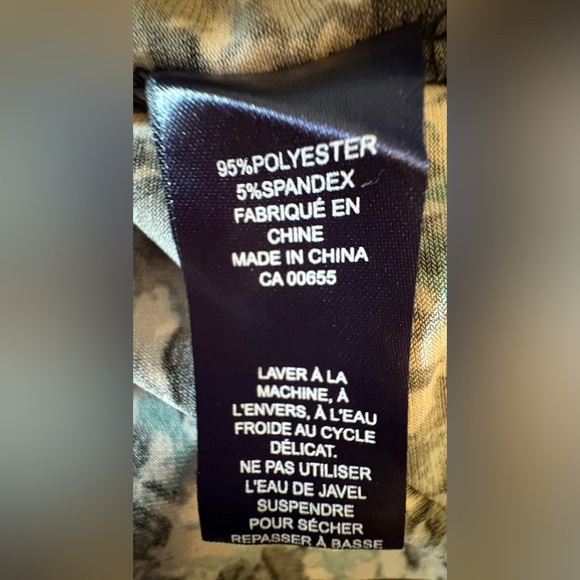 95%POLYESTER
5%SPANDEX
FABRIQUÉ EN
CHINE
MADE IN CHINA
CA 00655
LAVER À LA
MACHINE, À
L'ENVERS, À L'EAU
FROIDE AU CYCLE
DÉLICAT.
NE PAS UTILISER
L'EAU DE JAVEL
SUSPENDRE
POUR SÉCHER
REPASSER À BASSE